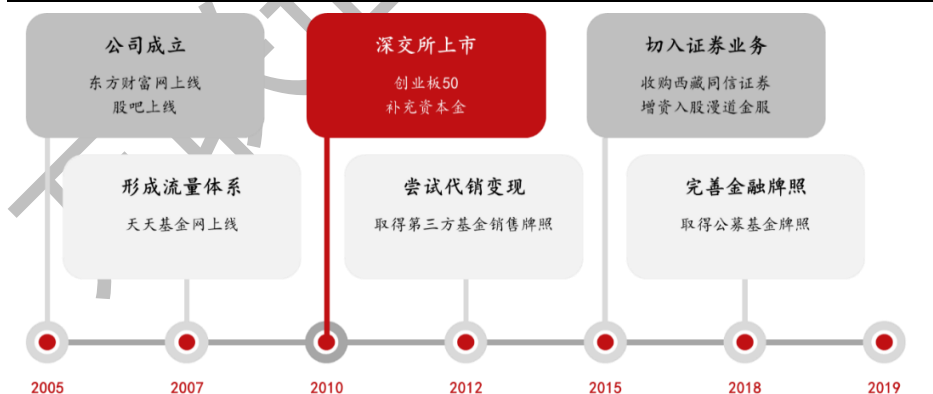 公司成立
东方财富网上线
股吧上线
深交所上市
创业板50
补充资本金
切入证券业务
收购西藏同信证券
增资入股漫道金服
形成流量体系
天天基金网上线
尝试代销变现
取得第三方基金销售牌照
完善金融牌照
取得公募基金牌照
2005
2007
2010
2012
2015
2018
2019